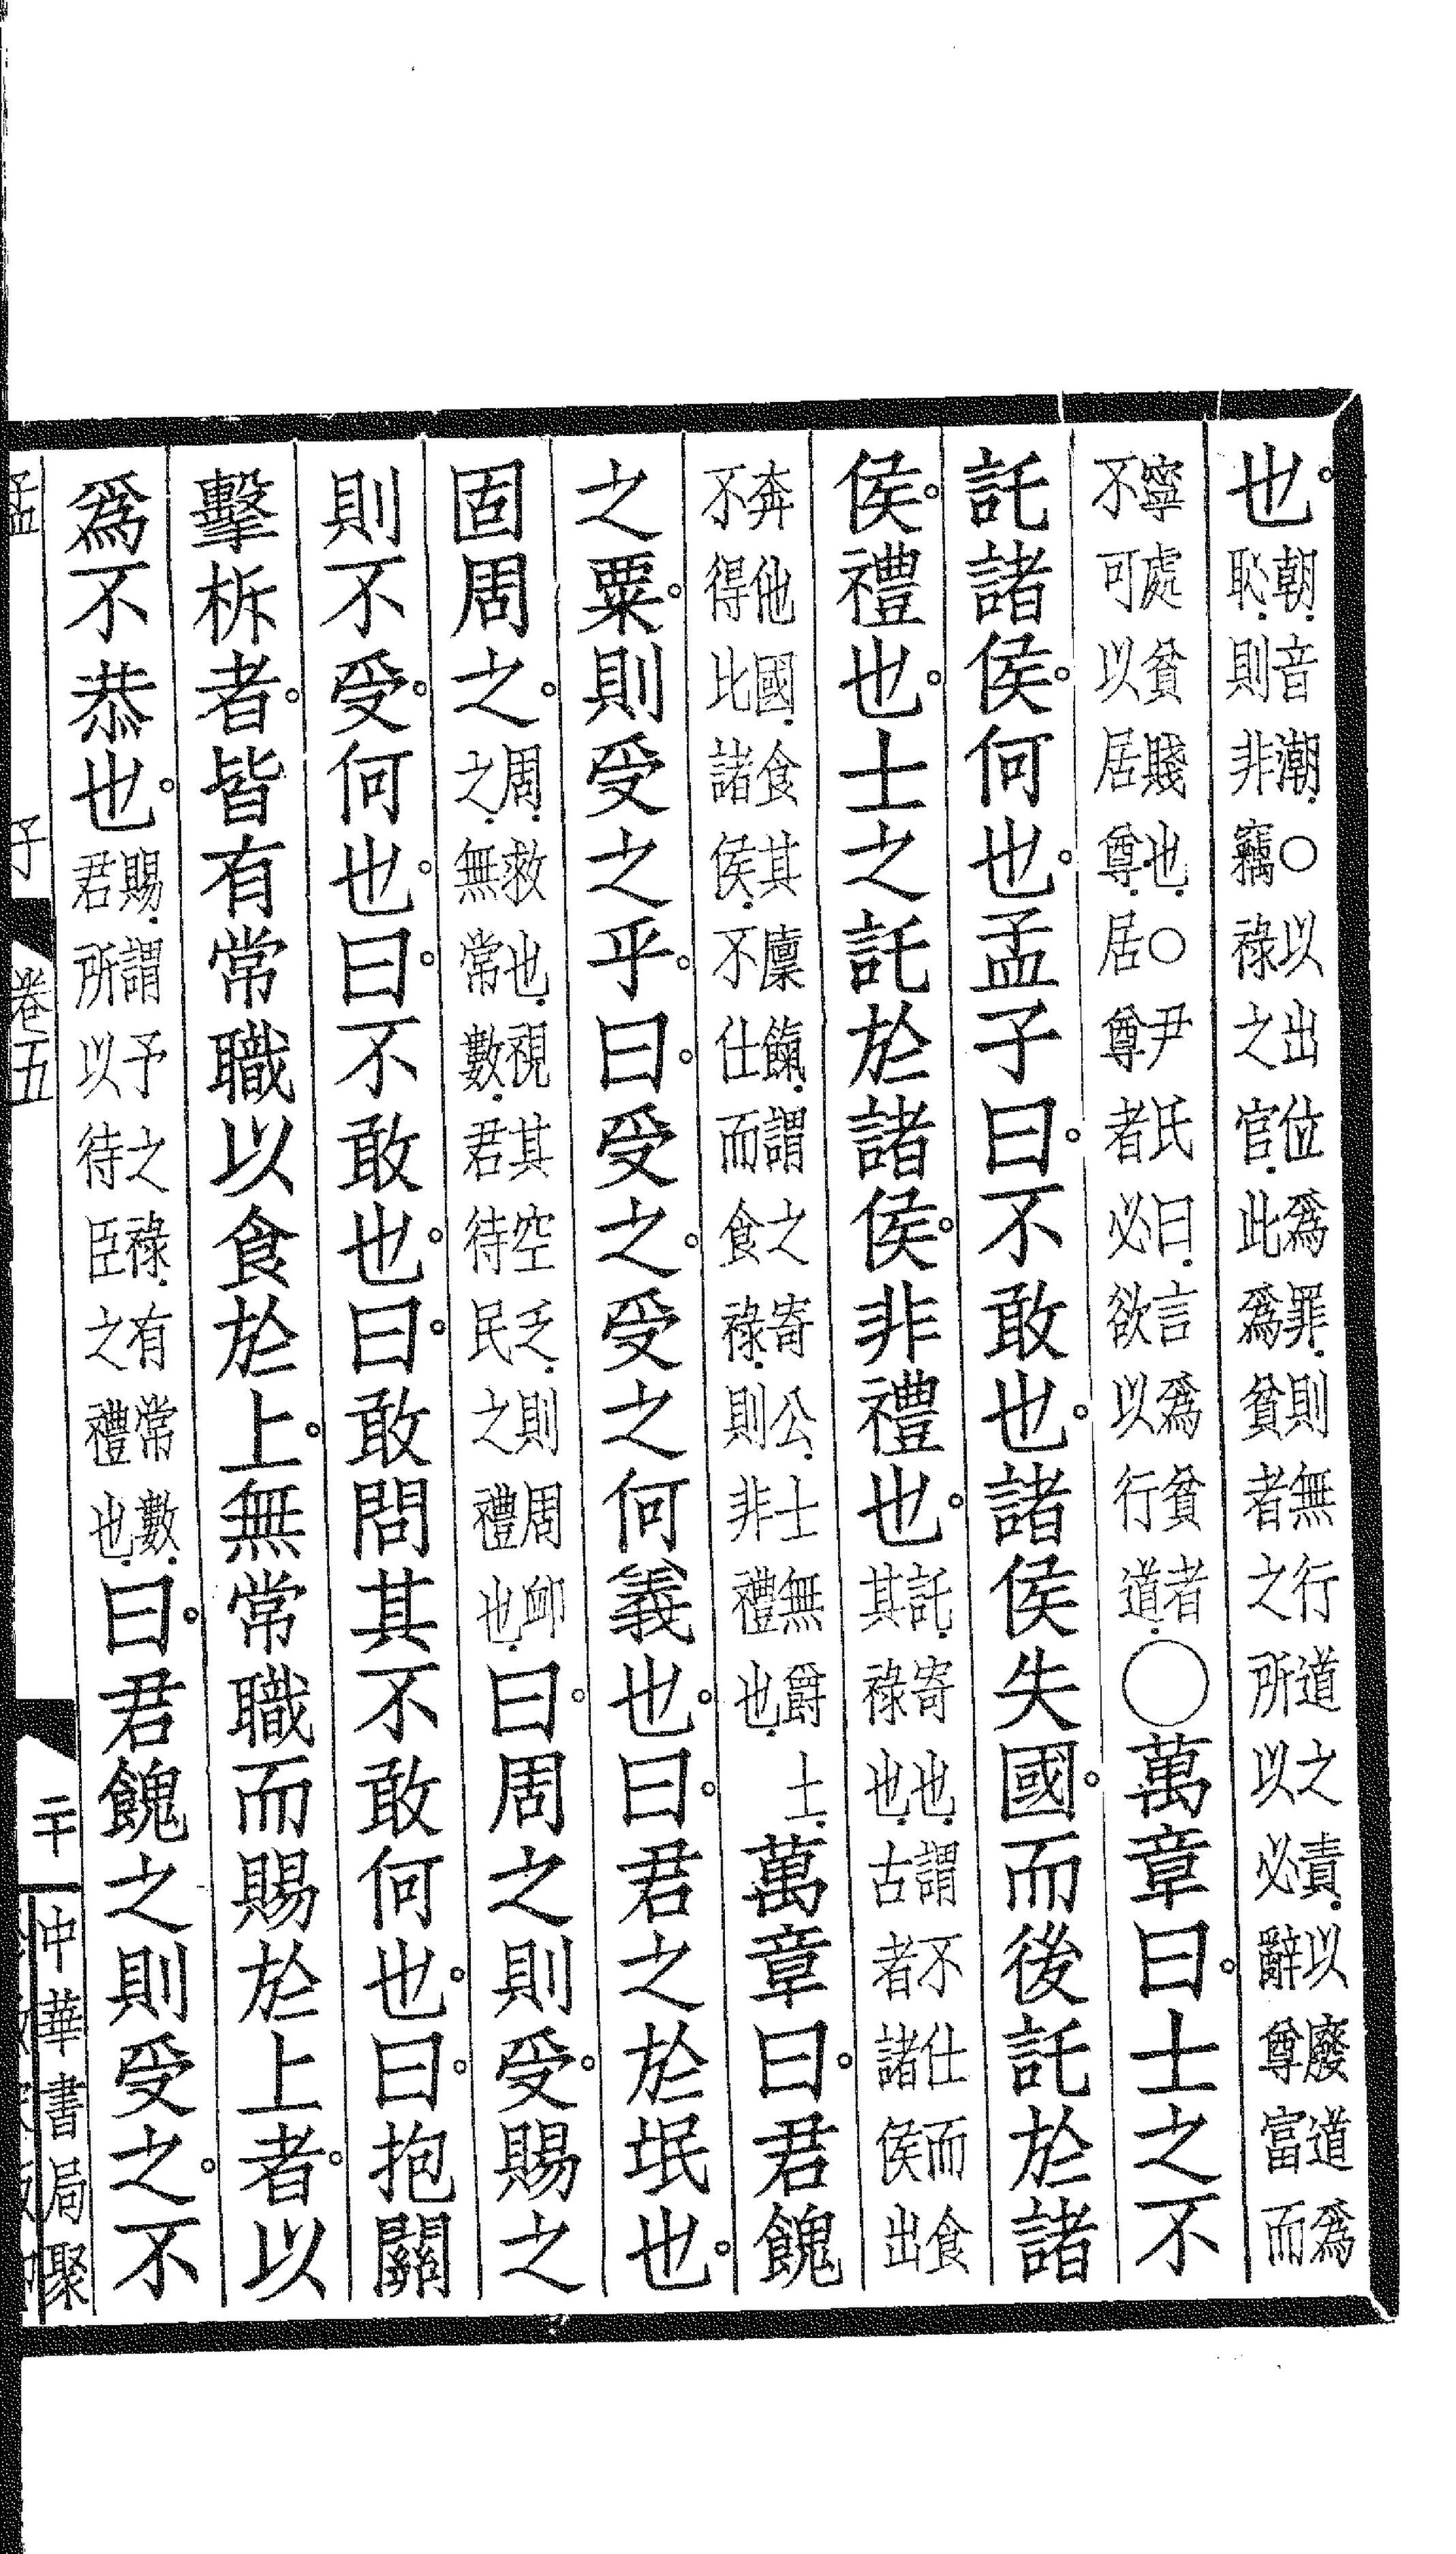 也。朝.音潮.○以出位爲罪.則無行道之責.以廢道爲
恥.則非竊祿之官.此爲貧者之所以必辭尊富而
寧處貧賤也.○尹氏曰.言爲貧者
不可以居尊.居尊者必欲以行道.○萬章曰。士之不
託諸侯。何也。孟子曰。不敢也。諸侯失國。而後託於諸
侯。禮也。士之託於諸侯。非禮也。託.寄也.謂不仕而食
其祿也.古者諸侯出
奔他國.食其廩餼.謂之寄公.士無爵土.
不得比諸侯.不仕而食祿.則非禮也.萬章曰。君餽
之粟。則受之乎。曰。受之。受之何義也。曰。君之於氓也。
固周之。周.救也.視其空乏.則周卹
之.無常數.君待民之禮也.曰。周之則受。賜之
則不受。何也。曰。不敢也。曰。敢問其不敢何也。曰。抱關
擊柝者。皆有常職以食於上。無常職而賜於上者。以
爲不恭也。賜.謂予之祿.有常數.
君所以待臣之禮也.曰。君餽之則受之。不
孟子
卷五
二十
中華書局聚